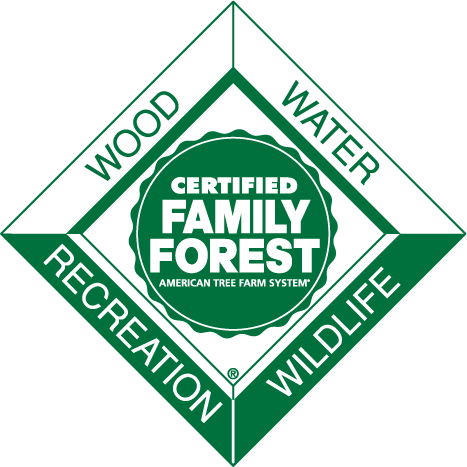 WOOD
WATER
CERTIFIED
FAMILY
FOREST
AMERICAN TREE FARM SYSTEM®
RECREATION
WILDLIFE
®